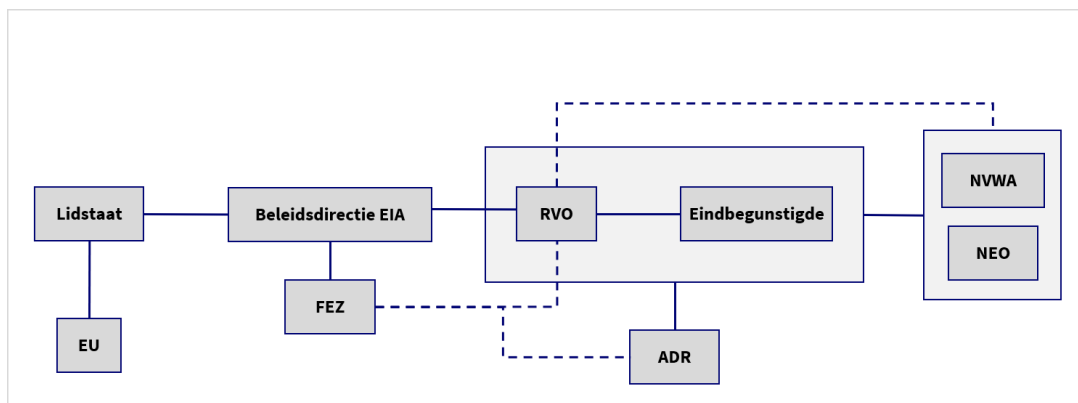 NVWA
Lidstaat
Beleidsdirectie EIA
RVO
Eindbegunstigde
NEO
FEZ
EU
ADR